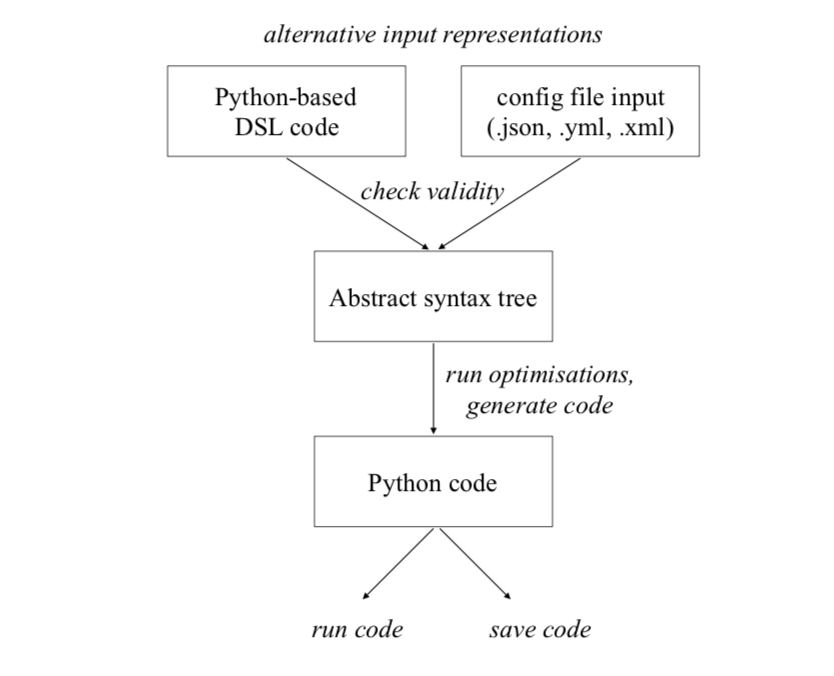 alternative input representations
Python-based
DSL code
config file input
(.json, .yml, .xml)
check validity
Abstract syntax tree
run optimisations,
generate code
Python code
run code
save code